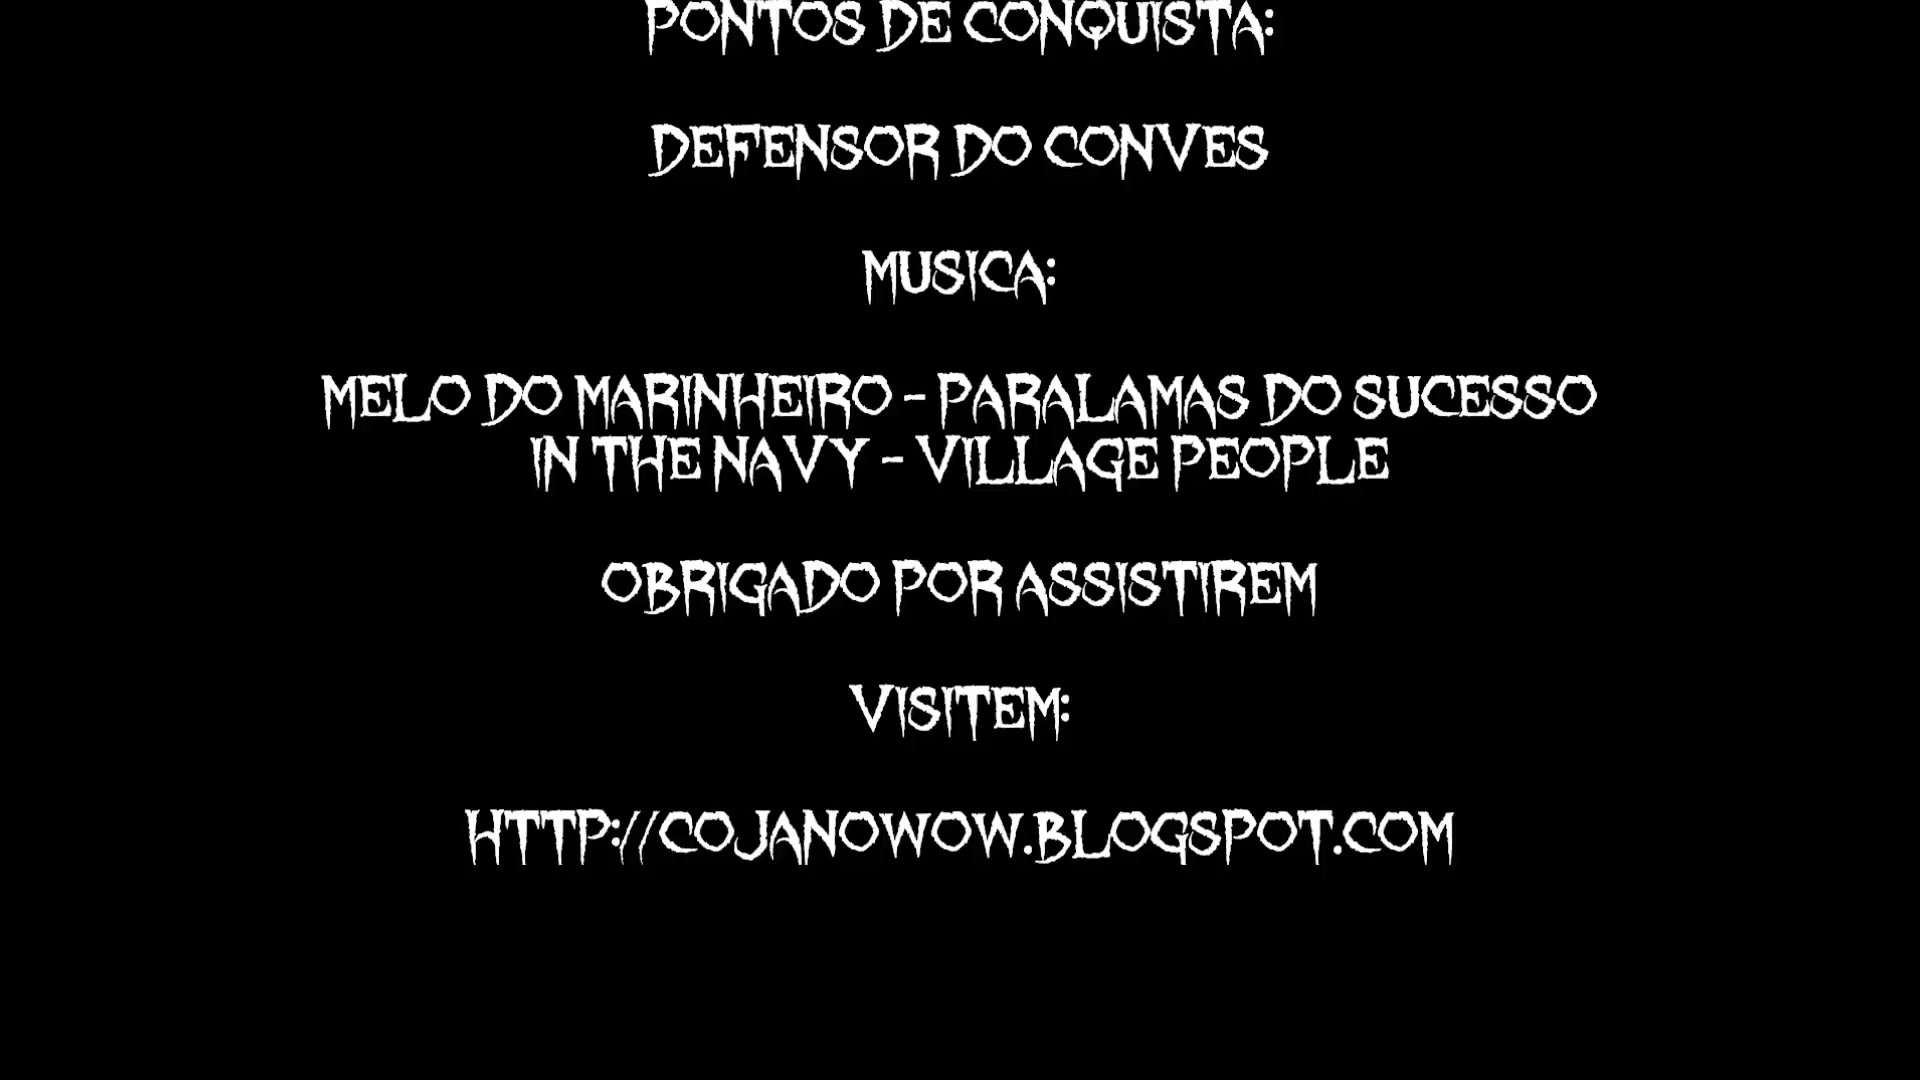 PONTOS DE CONQUISTA:
DEFENSOR DO CONVES
MUSICA:
MELO DO MARINHEIRO - PARALAMAS DO SUCESSO
IN THE NAVY - VILLAGE PEOPLE
OBRIGADO POR ASSISTIREM
VISITEM:
HTTP://COJANOWOW.BLOGSPOT.COM